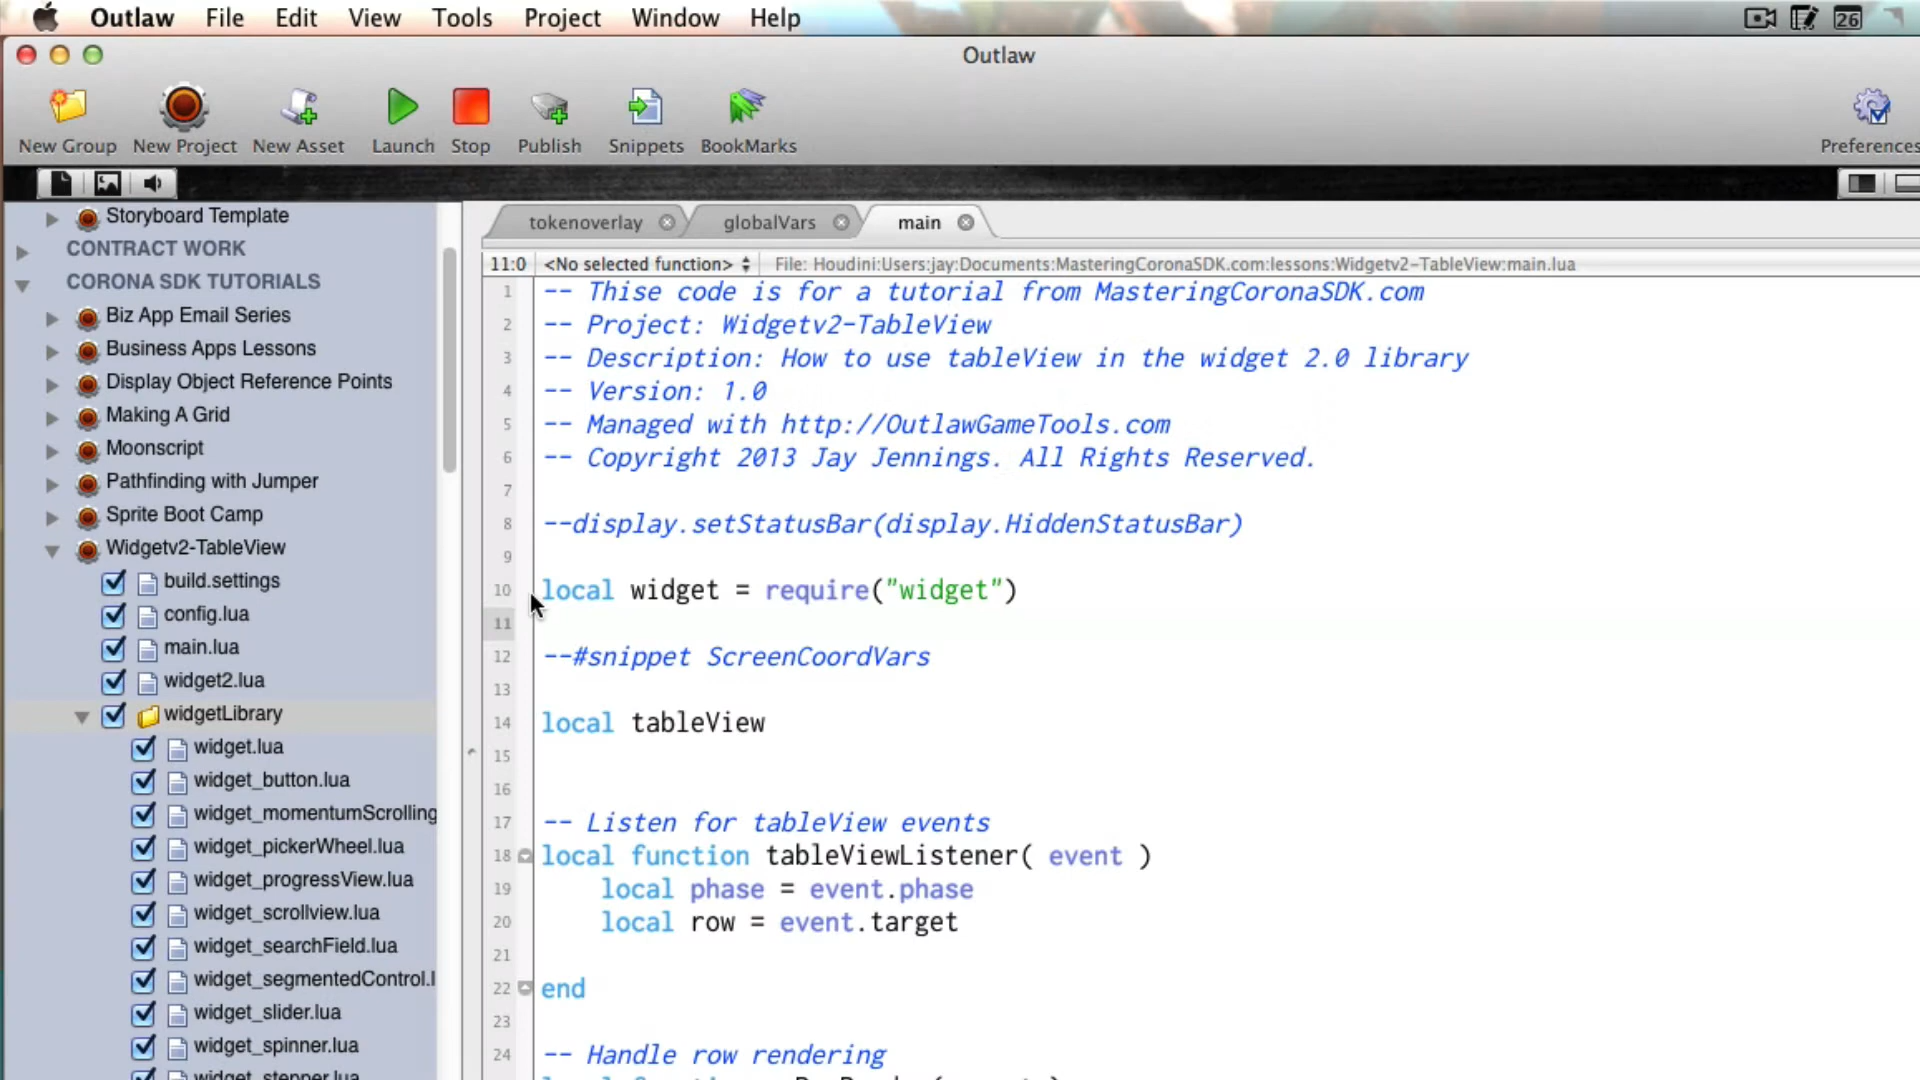 Outlaw File Edit View Tools Project Window Help 26
Outlaw
New Group New Project New Asset Launch Stop Publish Snippets BookMarks Preferences
Storyboard Template
CONTRACT WORK
CORONA SDK TUTORIALS
Biz App Email Series
Business Apps Lessons
Display Object Reference Points
Making A Grid
Moonscript
Pathfinding with Jumper
Sprite Boot Camp
Widgetv2-TableView
build.settings
config.lua
main.lua
widget2.lua
widgetLibrary
widget.lua
widget_button.lua
widget_momentumScrolling
widget_pickerWheel.lua
widget_progressView.lua
widget_scrollview.lua
widget_searchField.lua
widget_segmentedControl.l
widget_slider.lua
widget_spinner.lua
widget_stepper.lua
tokenoverlay globalVars main
11:0 <No selected function> File: Houdini:Users:jay:Documents:MasteringCoronaSDK.com:lessons:Widgetv2-TableView:main.lua
1 -- Thise code is for a tutorial from MasteringCoronaSDK.com
2 -- Project: Widgetv2-TableView
3 -- Description: How to use tableView in the widget 2.0 library
4 -- Version: 1.0
5 -- Managed with http://OutlawGameTools.com
6 -- Copyright 2013 Jay Jennings. All Rights Reserved.
7
8 --display.setStatusBar(display.HiddenStatusBar)
9
10 local widget = require("widget")
11
12 --#snippet ScreenCoordVars
13
14 local tableView
15
16
17 -- Listen for tableView events
18 local function tableViewListener( event )
19 local phase = event.phase
20 local row = event.target
21
22 end
23
24 -- Handle row rendering